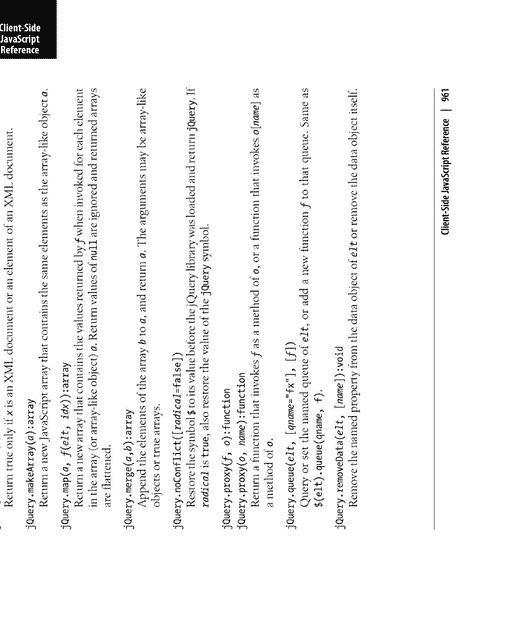 Client-Side
JavaScript
Reference
Return true only if x is an XML document or an element of an XML document.
jQuery.makeArray(a):array
Return a new JavaScript array that contains the same elements as the array-like object a.
jQuery.map(a, f(elt, idx)):array
Return a new array that contains the values returned by f when invoked for each element
in the array (or array-like object) a. Return values of null are ignored and returned arrays
are flattened.
jQuery.merge(a,b):array
Append the elements of the array b to a, and return a. The arguments may be array-like
objects or true arrays.
jQuery.noConflict([radical=false])
Restore the symbol $ to its value before the jQuery library was loaded and return jQuery. If
radical is true, also restore the value of the jQuery symbol.
jQuery.proxy(f, o):function
jQuery.proxy(o, name):function
Return a function that invokes f as a method of o, or a function that invokes o[name] as
a method of o.
jQuery.queue(elt, [qname="fx"], [f])
Query or set the named queue of elt, or add a new function f to that queue. Same as
$(elt).queue(qname, f).
jQuery.removeData(elt, [name]):void
Remove the named property from the data object of elt or remove the data object itself.
Client-Side JavaScript Reference | 961